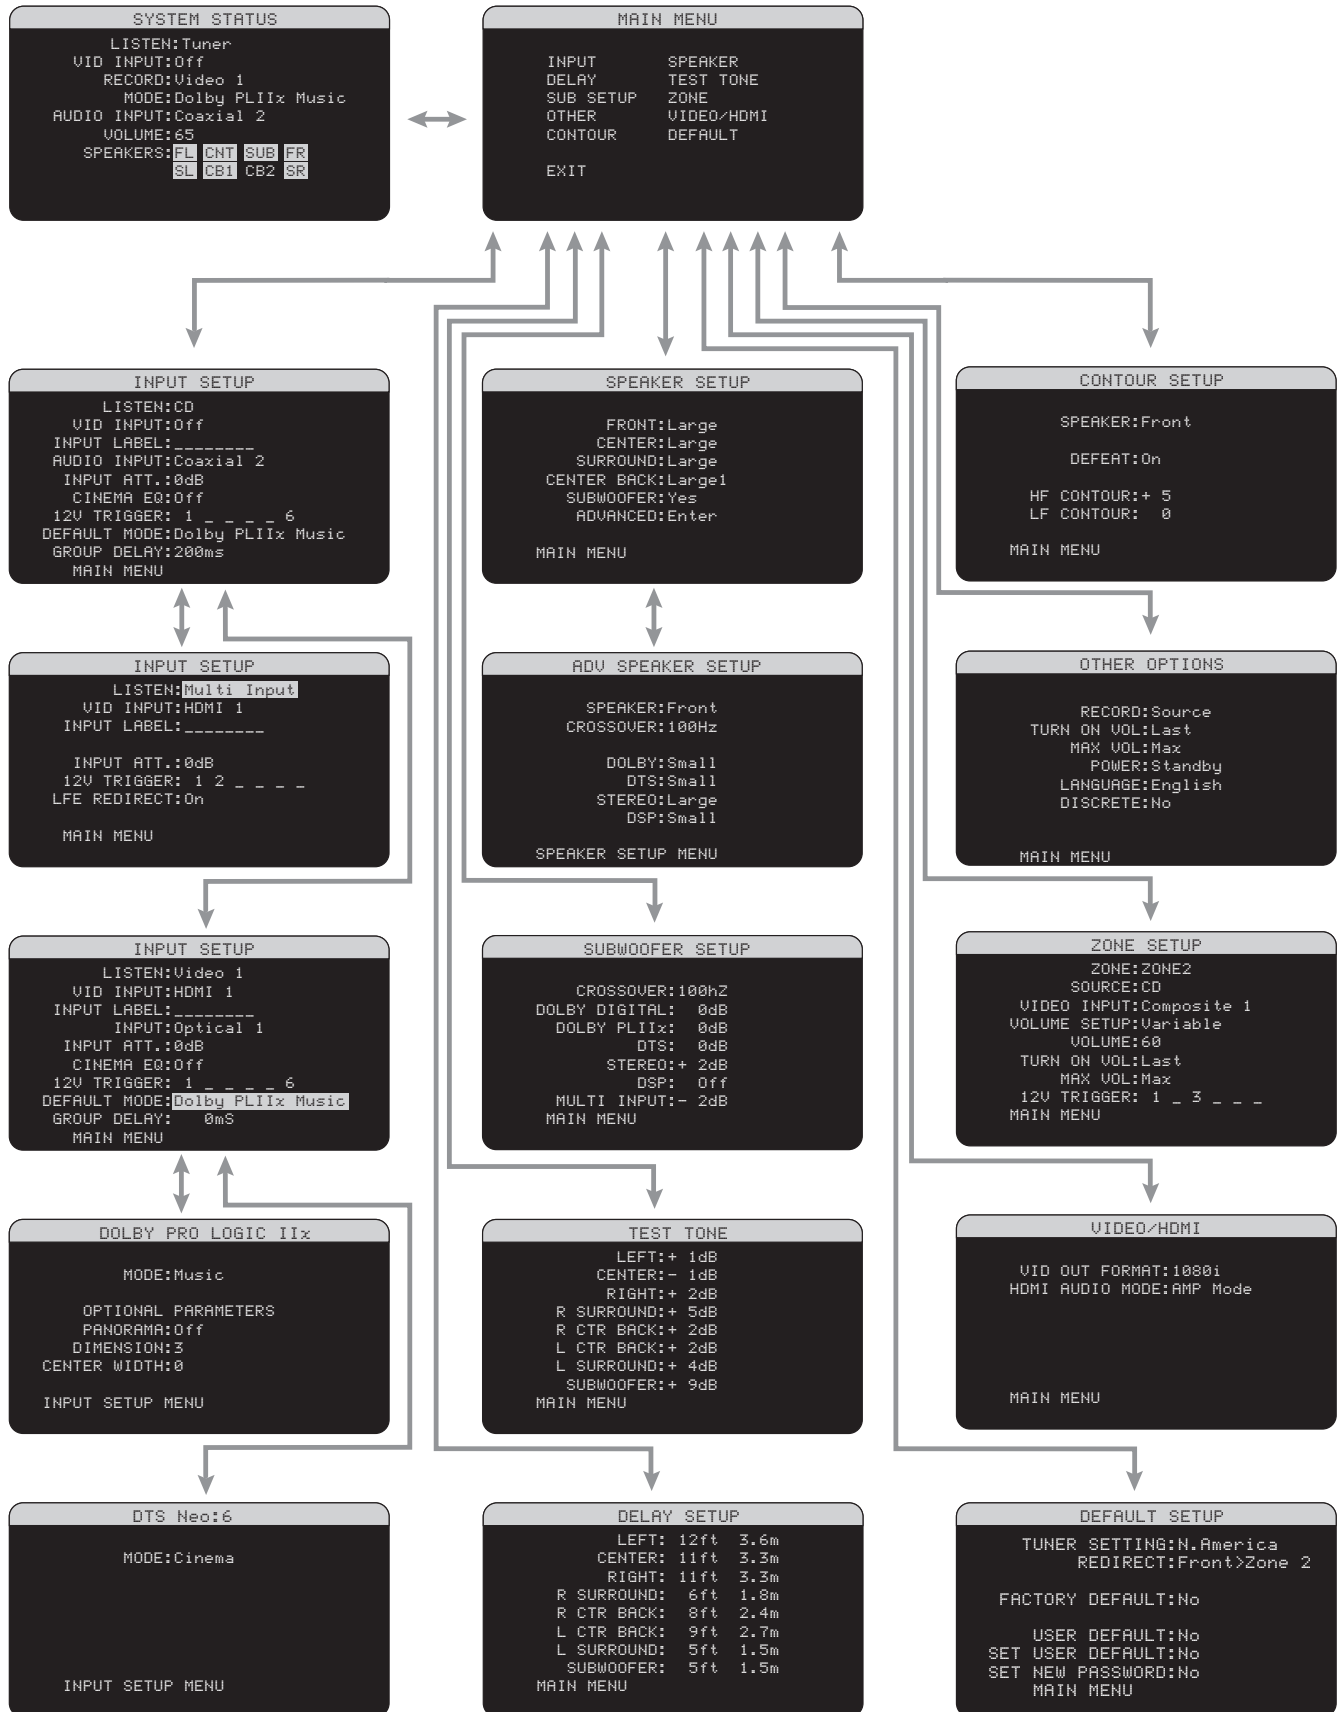 SYSTEM STATUS
LISTEN:Tuner
VID INPUT:Off
RECORD:Video 1
MODE:Dolby PLIIx Music
AUDIO INPUT:Coaxial 2
VOLUME:65
SPEAKERS:FL CNT SUB FR
SL CB1 CB2 SR
MAIN MENU
INPUT SPEAKER
DELAY TEST TONE
SUB SETUP ZONE
OTHER VIDEO/HDMI
CONTOUR DEFAULT
EXIT
INPUT SETUP
LISTEN:CD
VID INPUT:Off
INPUT LABEL:________
AUDIO INPUT:Coaxial 2
INPUT ATT.:0dB
CINEMA EQ:Off
12V TRIGGER: 1 _ _ _ _ 6
DEFAULT MODE:Dolby PLIIx Music
GROUP DELAY:200ms
MAIN MENU
SPEAKER SETUP
FRONT:Large
CENTER:Large
SURROUND:Large
CENTER BACK:Large1
SUBWOOFER:Yes
ADVANCED:Enter
MAIN MENU
CONTOUR SETUP
SPEAKER:Front
DEFEAT:On
HF CONTOUR:+ 5
LF CONTOUR: 0
MAIN MENU
INPUT SETUP
LISTEN:Multi Input
VID INPUT:HDMI 1
INPUT LABEL:________
INPUT ATT.:0dB
12V TRIGGER: 1 2 _ _ _ _
LFE REDIRECT:On
MAIN MENU
ADV SPEAKER SETUP
SPEAKER:Front
CROSSOVER:100Hz
DOLBY:Small
DTS:Small
STEREO:Large
DSP:Small
SPEAKER SETUP MENU
OTHER OPTIONS
RECORD:Source
TURN ON VOL:Last
MAX VOL:Max
POWER:Standby
LANGUAGE:English
DISCRETE:No
MAIN MENU
INPUT SETUP
LISTEN:Video 1
VID INPUT:HDMI 1
INPUT LABEL:________
INPUT:Optical 1
INPUT ATT.:0dB
CINEMA EQ:Off
12V TRIGGER: 1 _ _ _ _ 6
DEFAULT MODE:Dolby PLIIx Music
GROUP DELAY: 0mS
MAIN MENU
SUBWOOFER SETUP
CROSSOVER:100hZ
DOLBY DIGITAL: 0dB
DOLBY PLIIx: 0dB
DTS: 0dB
STEREO:+ 2dB
DSP: Off
MULTI INPUT:- 2dB
MAIN MENU
ZONE SETUP
ZONE:ZONE2
SOURCE:CD
VIDEO INPUT:Composite 1
VOLUME SETUP:Variable
VOLUME:60
TURN ON VOL:Last
MAX VOL:Max
12V TRIGGER: 1 _ 3 _ _ _
MAIN MENU
DOLBY PRO LOGIC IIx
MODE:Music
OPTIONAL PARAMETERS
PANORAMA:Off
DIMENSION:3
CENTER WIDTH:0
INPUT SETUP MENU
TEST TONE
LEFT:+ 1dB
CENTER:- 1dB
RIGHT:+ 2dB
R SURROUND:+ 5dB
R CTR BACK:+ 2dB
L CTR BACK:+ 2dB
L SURROUND:+ 4dB
SUBWOOFER:+ 9dB
MAIN MENU
VIDEO/HDMI
VID OUT FORMAT:1080i
HDMI AUDIO MODE:AMP Mode
MAIN MENU
DTS Neo:6
MODE:Cinema
INPUT SETUP MENU
DELAY SETUP
LEFT: 12ft 3.6m
CENTER: 11ft 3.3m
RIGHT: 11ft 3.3m
R SURROUND: 6ft 1.8m
R CTR BACK: 8ft 2.4m
L CTR BACK: 9ft 2.7m
L SURROUND: 5ft 1.5m
SUBWOOFER: 5ft 1.5m
MAIN MENU
DEFAULT SETUP
TUNER SETTING:N.America
REDIRECT:Front>Zone 2
FACTORY DEFAULT:No
USER DEFAULT:No
SET USER DEFAULT:No
SET NEW PASSWORD:No
MAIN MENU